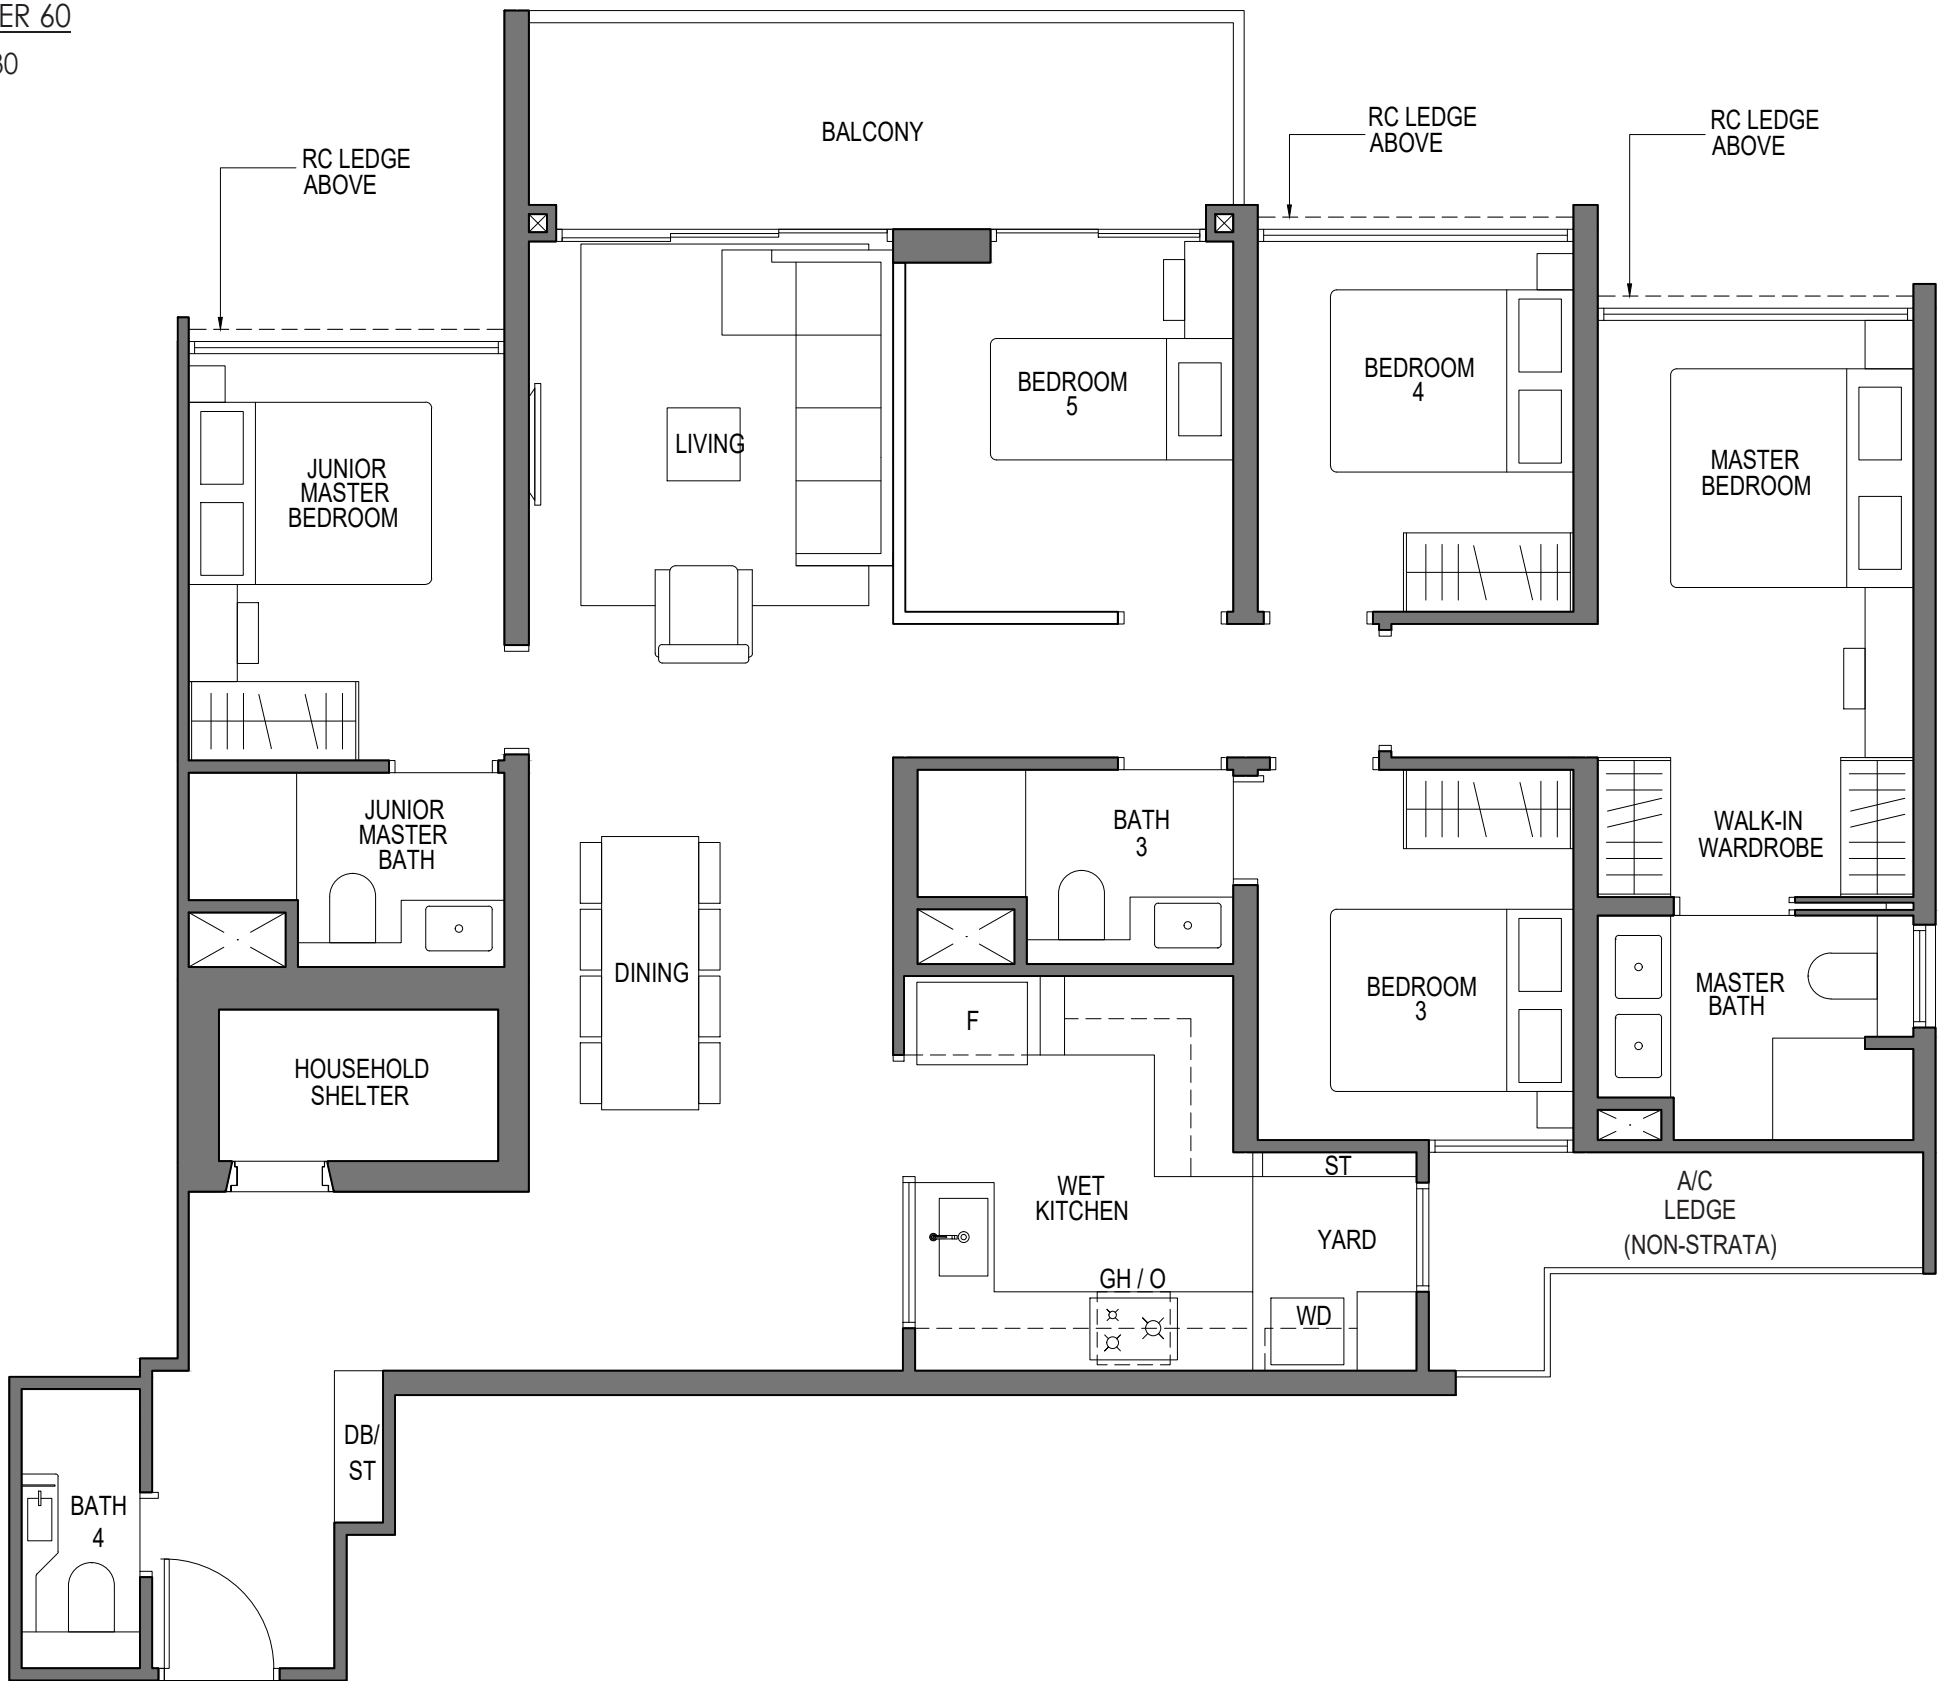 ER 60
30
BALCONY
RC LEDGE
ABOVE
RC LEDGE
ABOVE
RC LEDGE
ABOVE
BEDROOM
5
BEDROOM
4
LIVING
JUNIOR
MASTER
BEDROOM
MASTER
BEDROOM
JUNIOR
MASTER
BATH
BATH
3
WALK-IN
WARDROBE
DINING
BEDROOM
3
MASTER
BATH
F
HOUSEHOLD
SHELTER
ST
WET
KITCHEN
A/C
LEDGE
(NON-STRATA)
YARD
GH / O
WD
DB/
ST
BATH
4